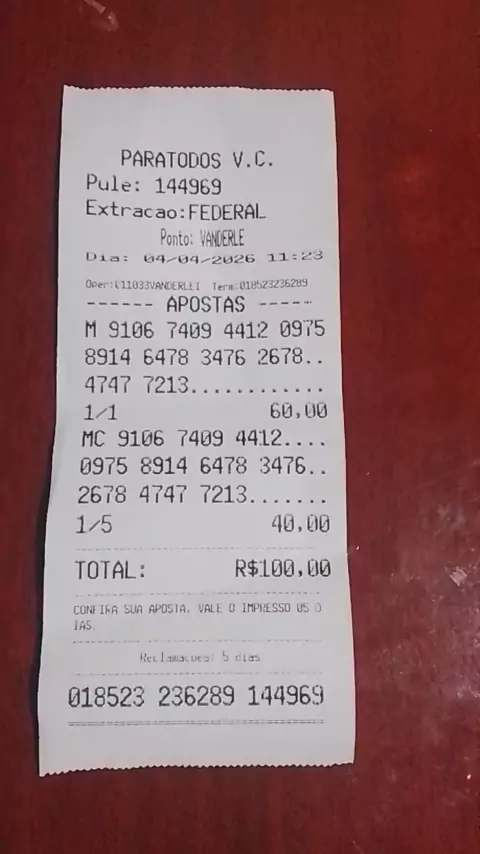 PARATODOS V.C.
Pule: 144969
Extracao:FEDERAL
Ponto: VANDERLE
Dia: 04/04/2026 11:23
Term:018523236289
------ APOSTAS ------
M 9106 7409 4412 0975
8914 6478 3476 2678..
4747 7213............
1/1 60,00
MC 9106 7409 4412....
0975 8914 6478 3476..
2678 4747 7213.......
1/5 40,00
TOTAL: R$100,00
CONFIRA SUA APOSTA. VALE O IMPRESSO 05 D
IAS.
Reclamacoes: 5 dias
018523 236289 144969